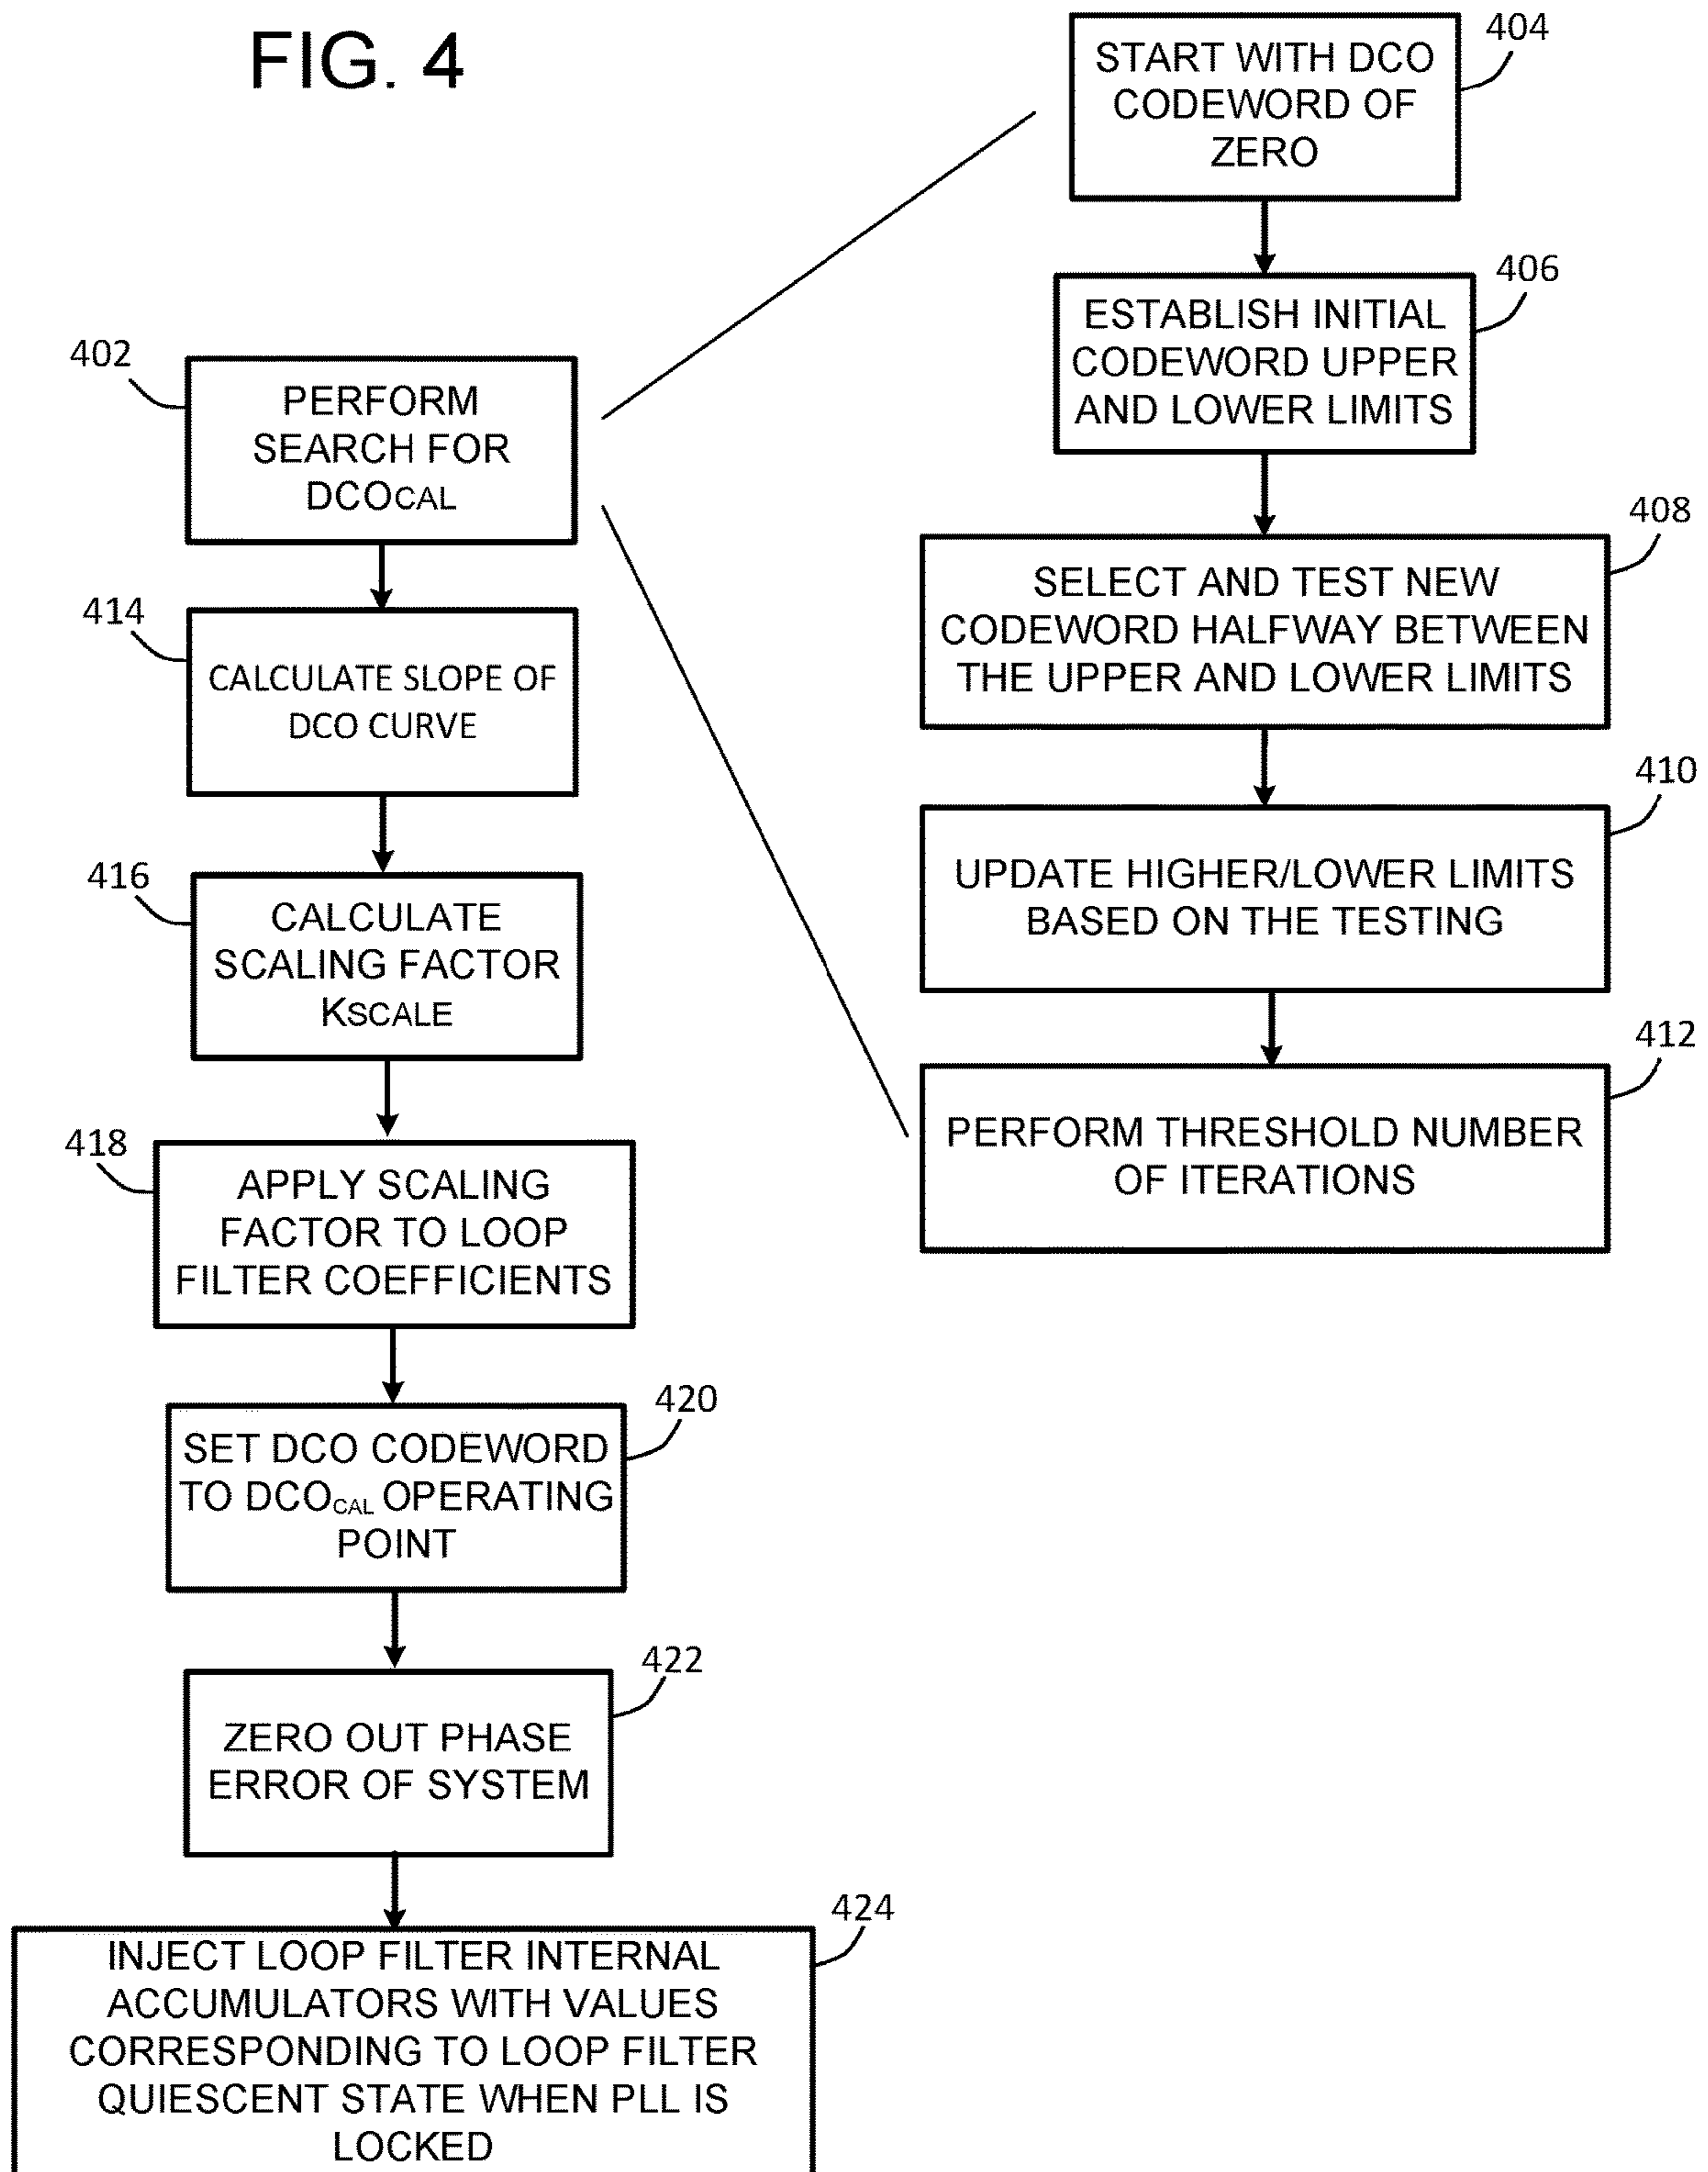 FIG. 4
402
PERFORM
SEARCH FOR
DCOCAL
414
CALCULATE SLOPE OF
DCO CURVE
416
CALCULATE
SCALING FACTOR
KSCALE
418
APPLY SCALING
FACTOR TO LOOP
FILTER COEFFICIENTS
420
SET DCO CODEWORD
TO DCOCAL OPERATING
POINT
422
ZERO OUT PHASE
ERROR OF SYSTEM
424
INJECT LOOP FILTER INTERNAL
ACCUMULATORS WITH VALUES
CORRESPONDING TO LOOP FILTER
QUIESCENT STATE WHEN PLL IS
LOCKED
404
START WITH DCO
CODEWORD OF
ZERO
406
ESTABLISH INITIAL
CODEWORD UPPER
AND LOWER LIMITS
408
SELECT AND TEST NEW
CODEWORD HALFWAY BETWEEN
THE UPPER AND LOWER LIMITS
410
UPDATE HIGHER/LOWER LIMITS
BASED ON THE TESTING
412
PERFORM THRESHOLD NUMBER
OF ITERATIONS